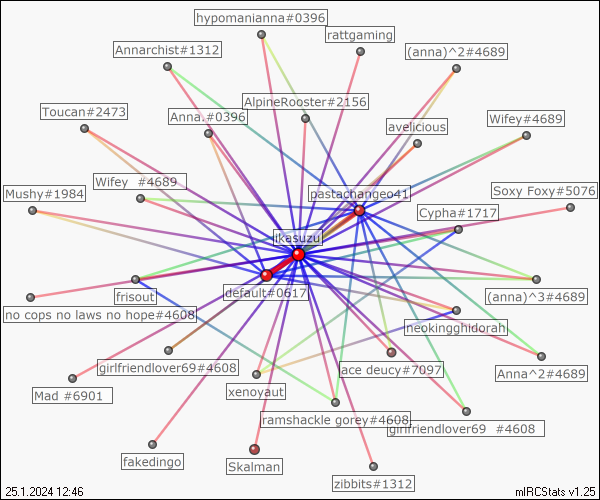 hypomanianna#0396
rattgaming
Annarchist#1312
(anna)^2#4689
AlpineRooster#2156
Toucan#2473
Anna.#0396
avelicious
Wifey#4689
Wifey  #4689
pastachangeo41
Soxy Foxy#5076
Mushy#1984
Cypha#1717
ikasuzu
default#0617
frisout
(anna)^3#4689
no cops no laws no hope#4608
neokingghidorah
girlfriendlover69#4608
lace deucy#7097
Anna^2#4689
Mad #6901
xenoyaut
ramshackle gorey#4608
girlfriendlover69  #4608
fakedingo
Skalman
zibbits#1312
25.1.2024 12:46
mIRCStats v1.25